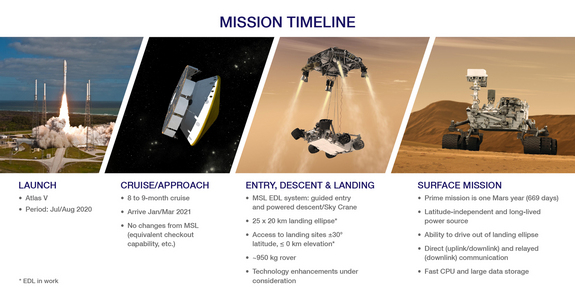 MISSION TIMELINE
LAUNCH
• Atlas V
• Period: Jul/Aug 2020
CRUISE/APPROACH
• 8 to 9-month cruise
• Arrive Jan/Mar 2021
• No changes from MSL
(equivalent checkout
capability, etc.)
ENTRY, DESCENT & LANDING
• MSL EDL system: guided entry
and powered descent/Sky Crane
• 25 x 20 km landing ellipse*
• Access to landing sites ±30°
latitude, ≤ 0 km elevation*
• ~950 kg rover
• Technology enhancements under
consideration
SURFACE MISSION
• Prime mission is one Mars year (669 days)
• Latitude-independent and long-lived
power source
• Ability to drive out of landing ellipse
• Direct (uplink/downlink) and relayed
(downlink) communication
• Fast CPU and large data storage
* EDL in work